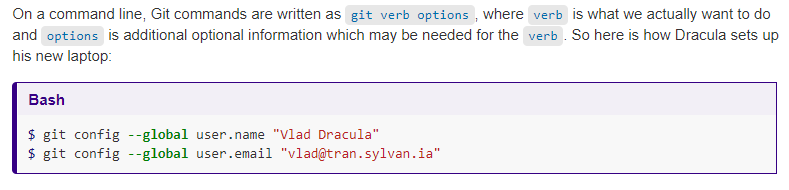 On a command line, Git commands are written as git verb options , where verb is what we actually want to do
and options is additional optional information which may be needed for the verb . So here is how Dracula sets up
his new laptop:
Bash
$ git config --global user.name "Vlad Dracula"
$ git config --global user.email "vlad@tran.sylvan.ia"